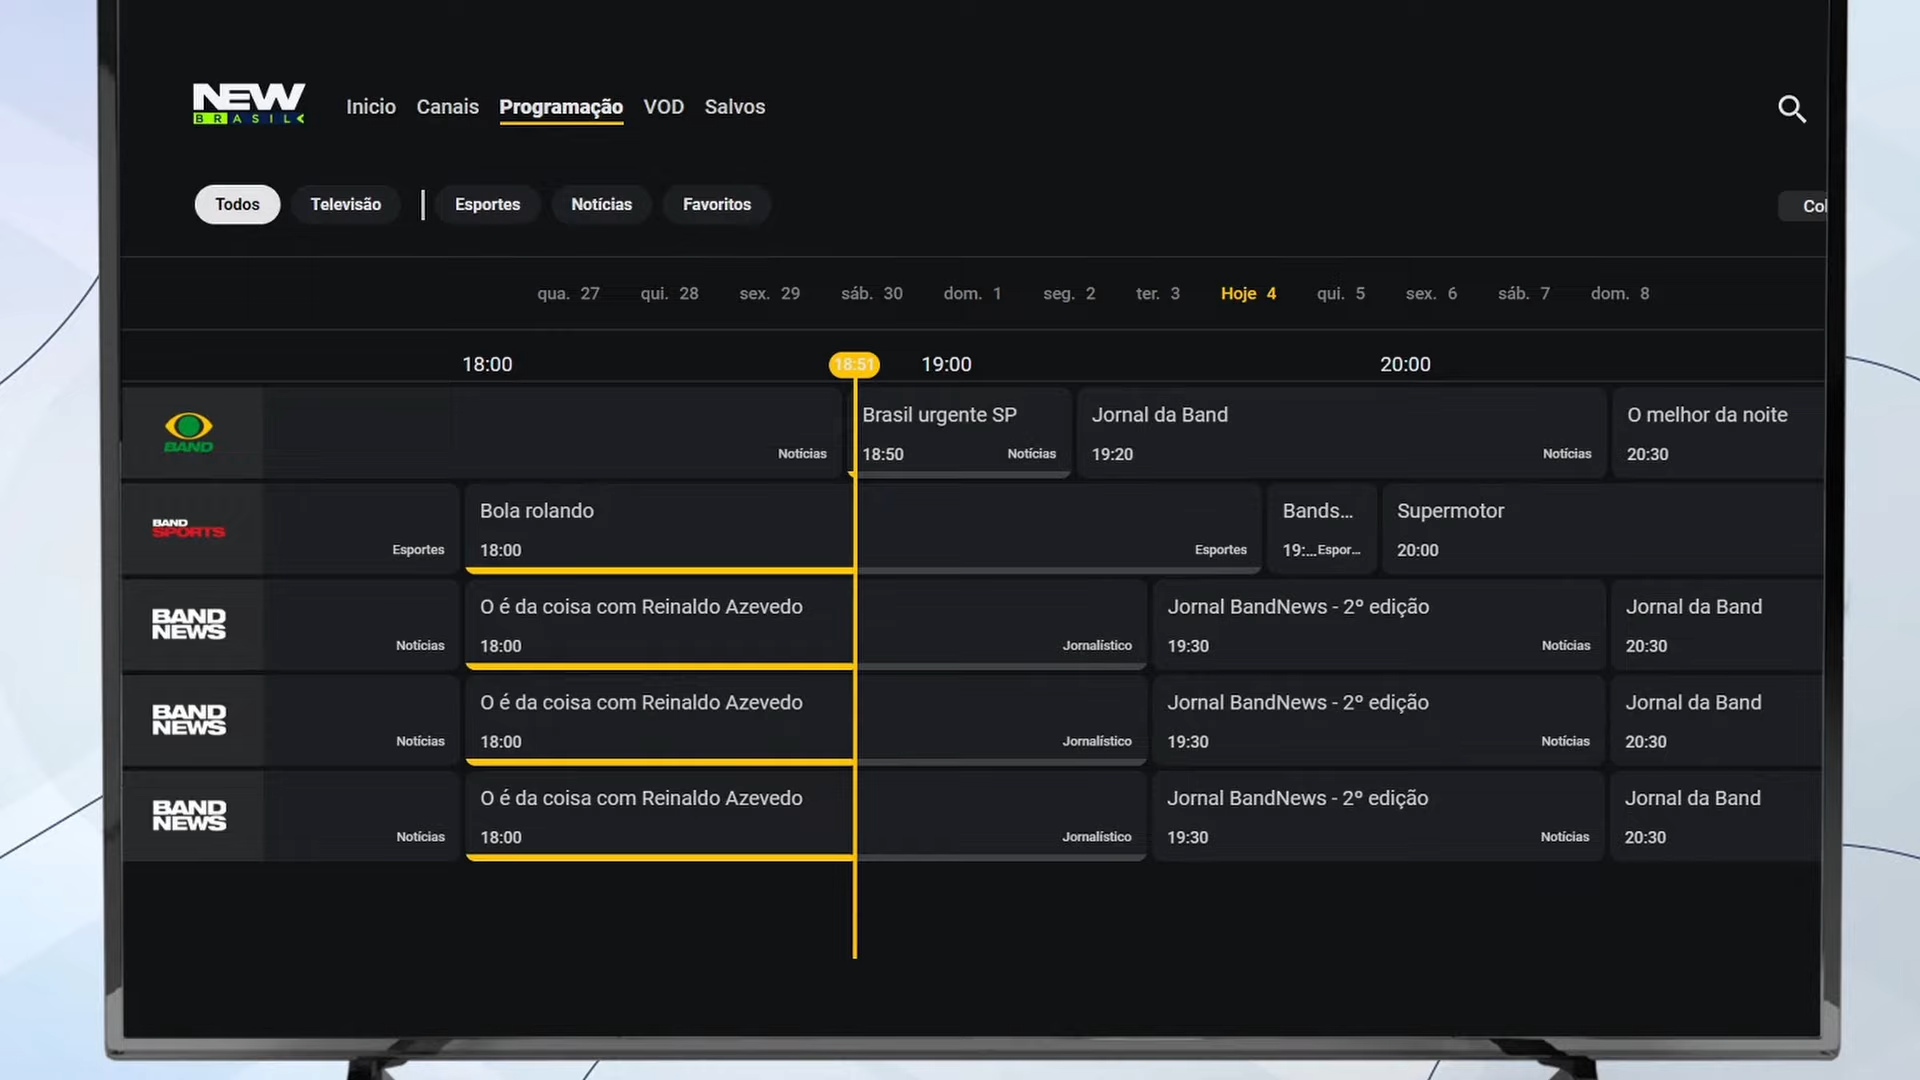 NEW
BRASIL
Inicio Canais Programação VOD Salvos
Todos Televisão Esportes Notícias Favoritos
qua. 27 qui. 28 sex. 29 sáb. 30 dom. 1 seg. 2 ter. 3 Hoje 4 qui. 5 sex. 6 sáb. 7 dom. 8
18:00 18:51 19:00 20:00
BAND
Notícias
Brasil urgente SP
18:50 Notícias
Jornal da Band
19:20 Notícias
O melhor da noite
20:30
BAND
SPORTS
Esportes
Bola rolando
18:00 Esportes
Bands...
19:... Espor...
Supermotor
20:00
BAND
NEWS
Notícias
O é da coisa com Reinaldo Azevedo
18:00 Jornalístico
Jornal BandNews - 2º edição
19:30 Notícias
Jornal da Band
20:30
BAND
NEWS
Notícias
O é da coisa com Reinaldo Azevedo
18:00 Jornalístico
Jornal BandNews - 2º edição
19:30 Notícias
Jornal da Band
20:30
BAND
NEWS
Notícias
O é da coisa com Reinaldo Azevedo
18:00 Jornalístico
Jornal BandNews - 2º edição
19:30 Notícias
Jornal da Band
20:30